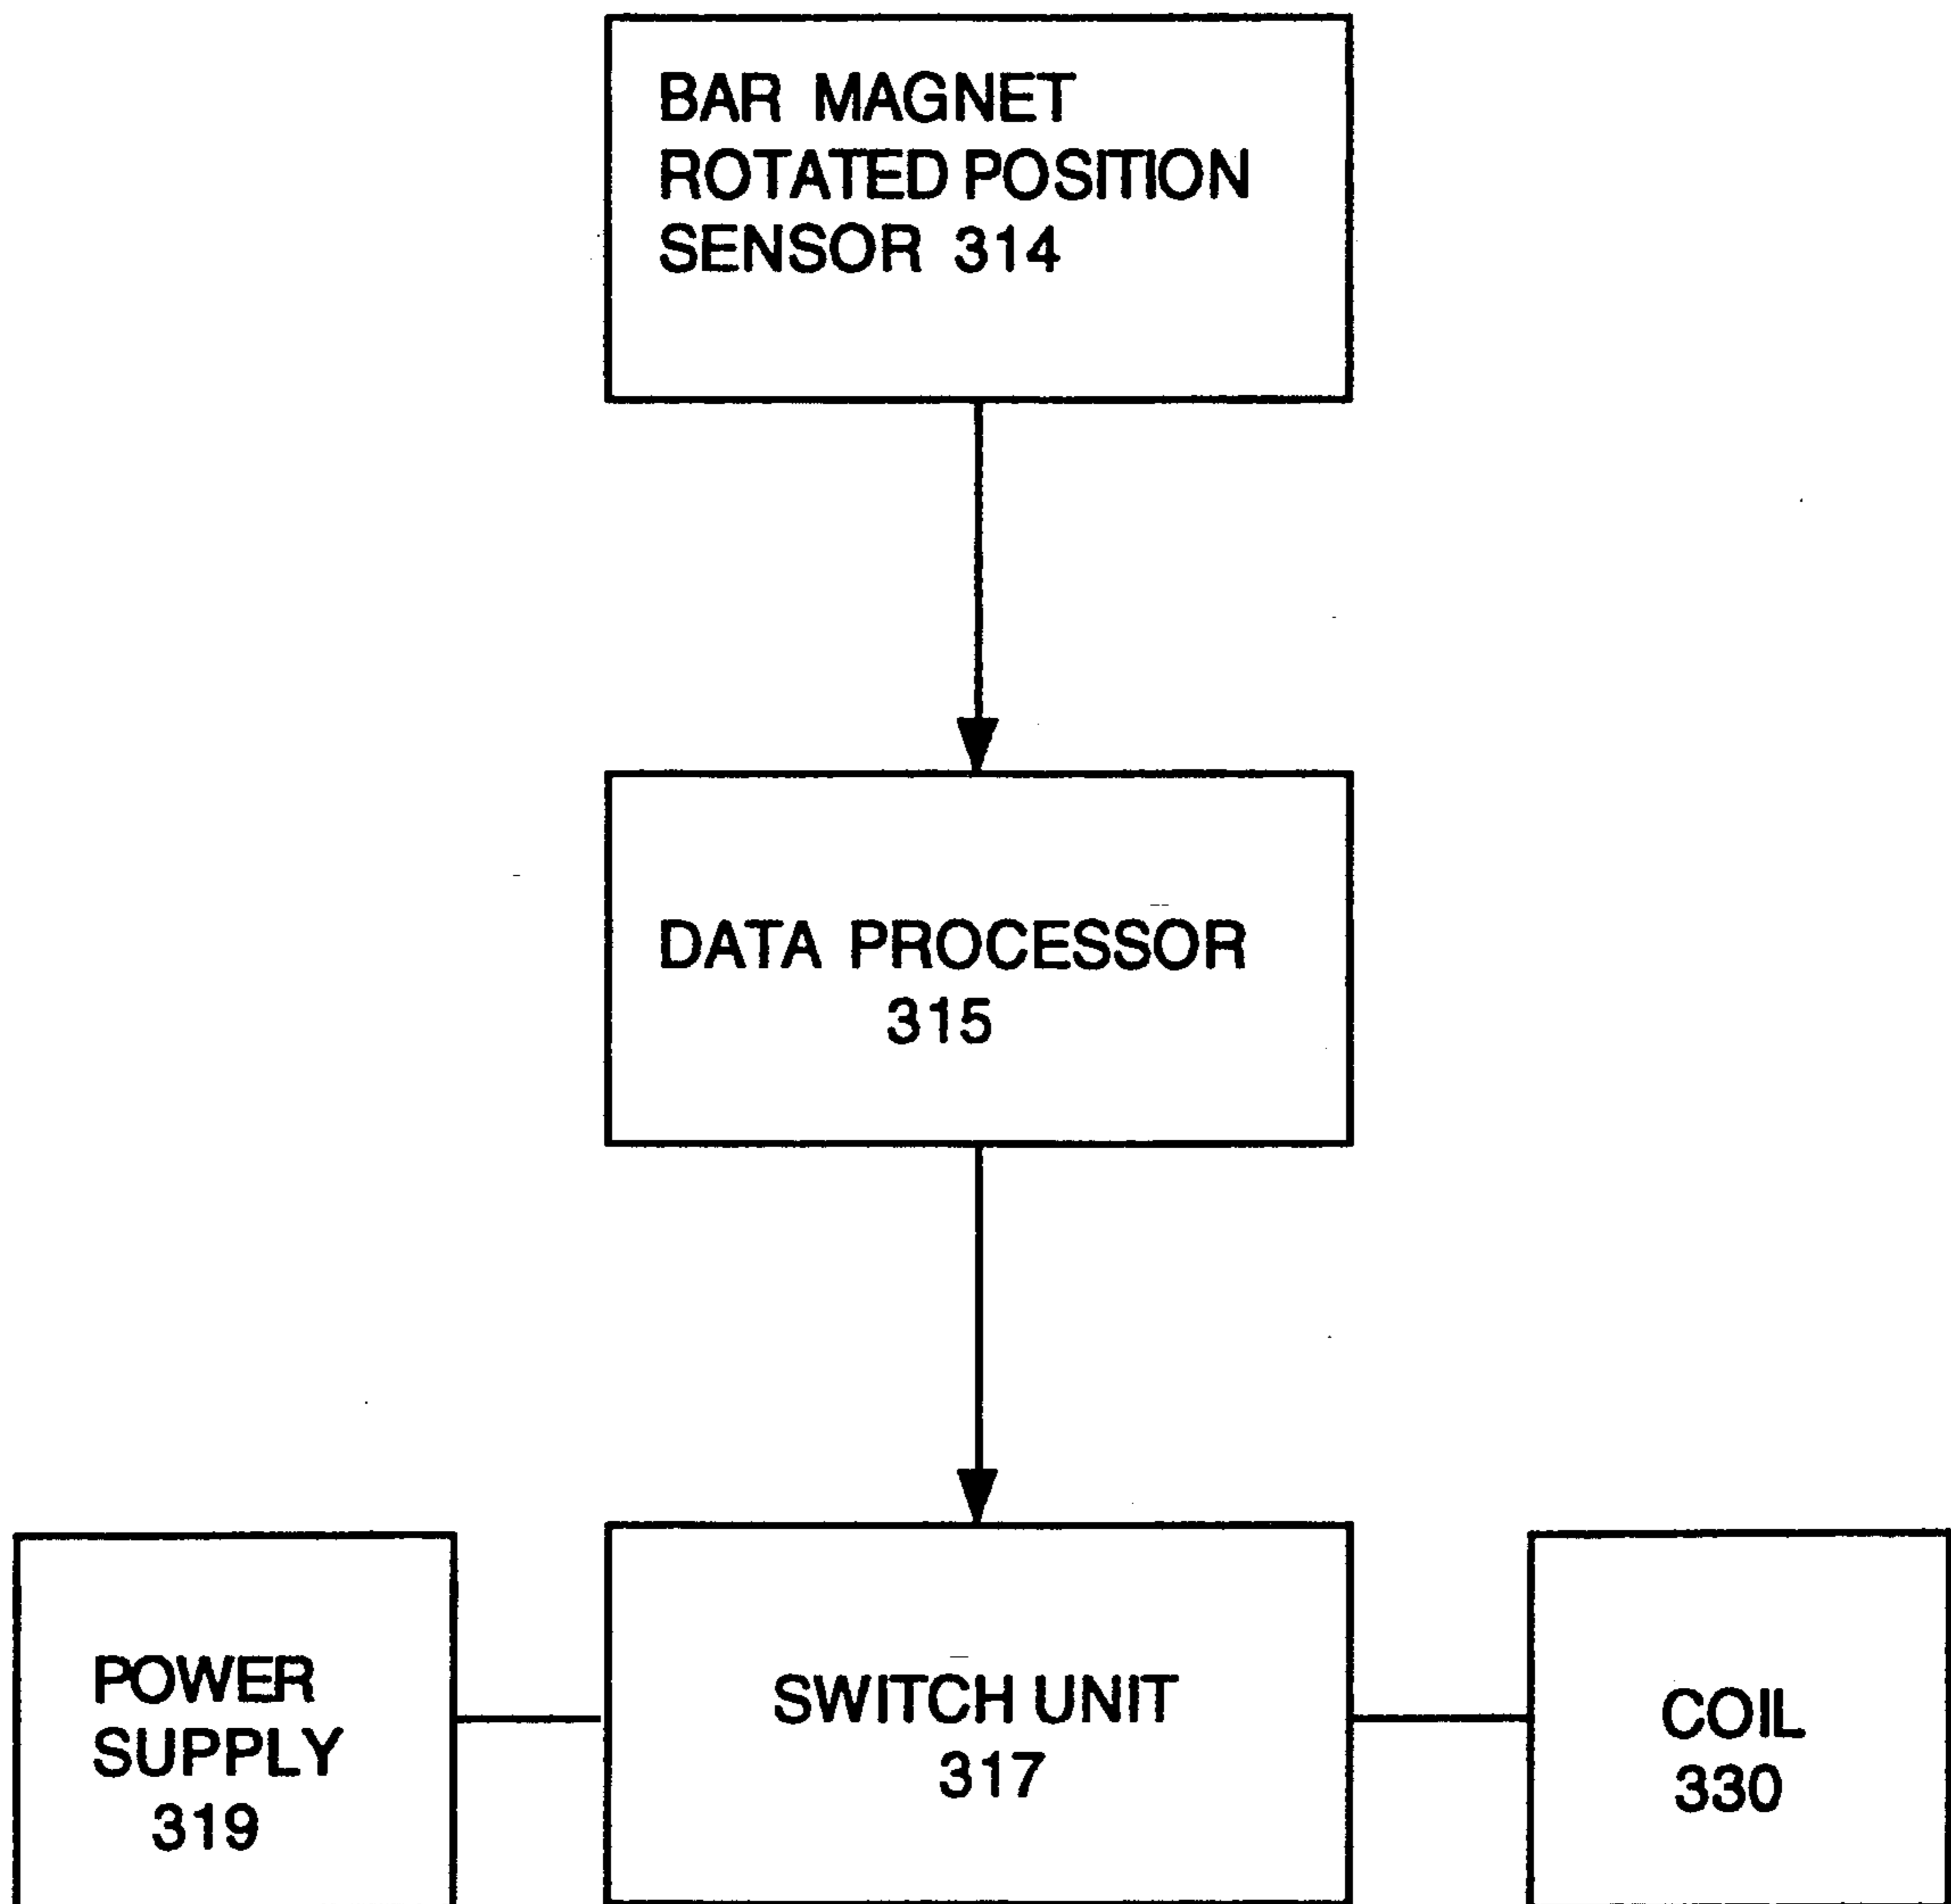 BAR MAGNET
ROTATED POSITION
SENSOR 314
DATA PROCESSOR
315
POWER
SUPPLY
319
SWITCH UNIT
317
COIL
330